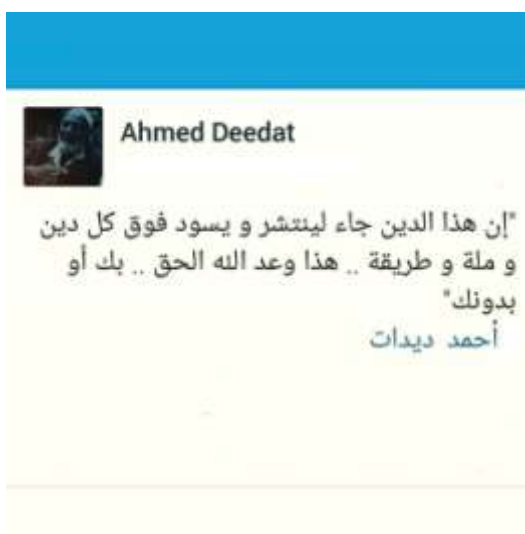 Ahmed Deedat
"إن هذا الدين جاء لينتشر و يسود فوق كل دين
و ملة و طريقة .. هذا وعد الله الحق .. بك أو
بدونك"
أحمد ديدات